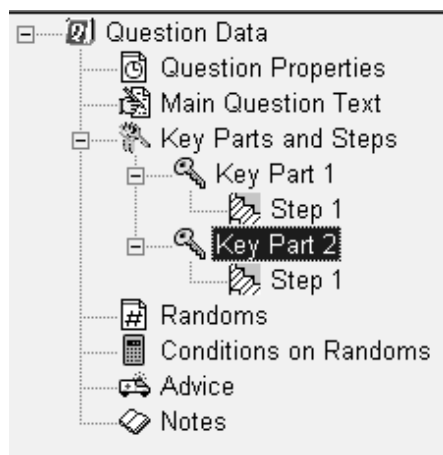 Question Data
Question Properties
Main Question Text
Key Parts and Steps
Key Part 1
Step 1
Key Part 2
Step 1
Randoms
Conditions on Randoms
Advice
Notes